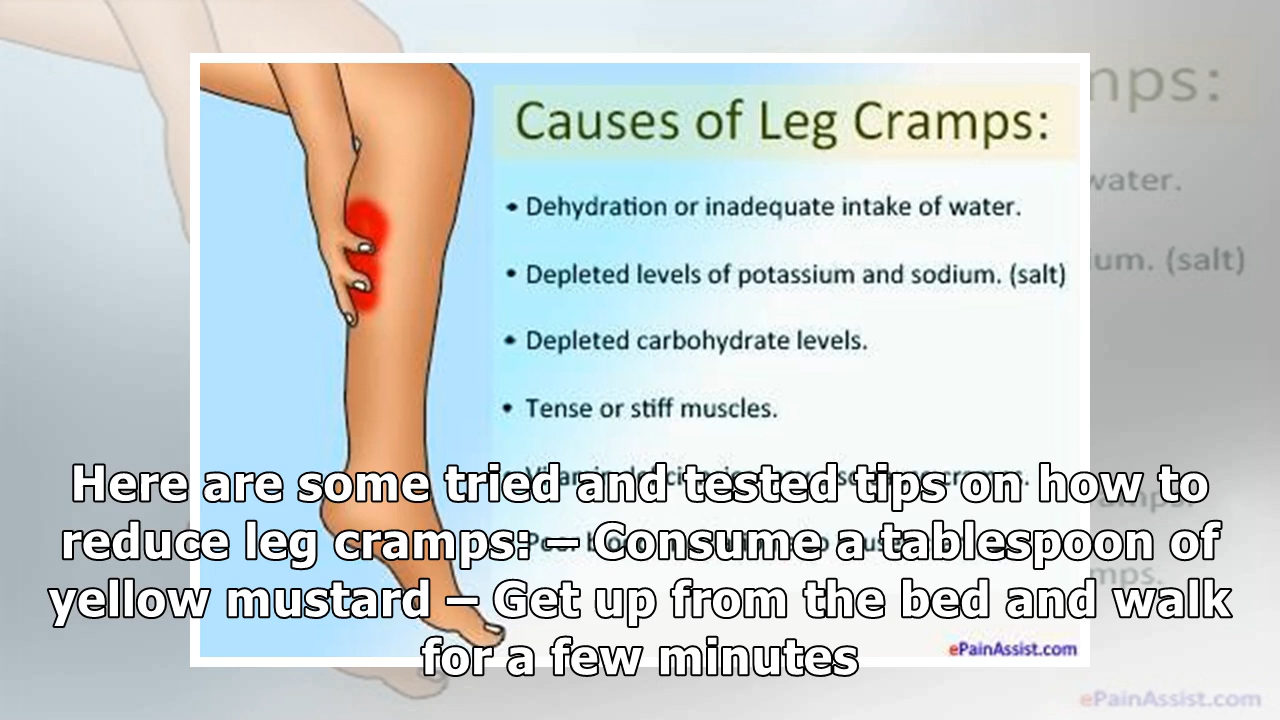 Causes of Leg Cramps:
• Dehydration or inadequate intake of water.
• Depleted levels of potassium and sodium. (salt)
• Depleted carbohydrate levels.
• Tense or stiff muscles.
Here are some tried and tested tips on how to
reduce leg cramps: – Consume a tablespoon of
yellow mustard – Get up from the bed and walk
for a few minutes
ePainAssist.com
mps:
water.
um. (salt)
mps.
ePainAssist.com